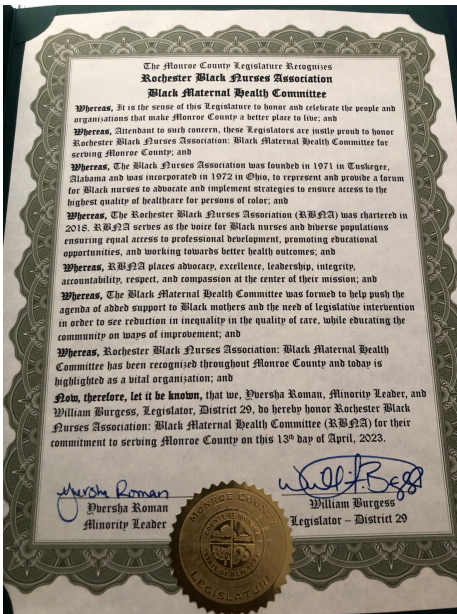 The Monroe County Legislature Recognizes
Rochester Black Nurses Association
Black Maternal Health Committee
Whereas, It is the sense of this Legislature to honor and celebrate the people and
organizations that make Monroe County a better place to live; and
Whereas, Attendant to such concern, these Legislators are justly proud to honor
Rochester Black Nurses Association: Black Maternal Health Committee for
serving Monroe County; and
Whereas, The Black Nurses Association was founded in 1971 in Tuskegee,
Alabama and was incorporated in 1972 in Ohio, to represent and provide a forum
for Black nurses to advocate and implement strategies to ensure access to the
highest quality of healthcare for persons of color; and
Whereas, The Rochester Black Nurses Association (RBNA) was chartered in
2018. RBNA serves as the voice for Black nurses and diverse populations
ensuring equal access to professional development, promoting educational
opportunities, and working towards better health outcomes; and
Whereas, RBNA places advocacy, excellence, leadership, integrity,
accountability, respect, and compassion at the center of their mission; and
Whereas, The Black Maternal Health Committee was formed to help push the
agenda of added support to Black mothers and the need of legislative intervention
in order to see reduction in inequality in the quality of care, while educating the
community on ways of improvement; and
Whereas, Rochester Black Nurses Association: Black Maternal Health
Committee has been recognized throughout Monroe County and today is
highlighted as a vital organization; and
Now, therefore, let it be known, that we, Yversha Roman, Minority Leader, and
William Burgess, Legislator, District 29, do hereby honor Rochester Black
Nurses Association: Black Maternal Health Committee (RBNA) for their
commitment to serving Monroe County on this 13th day of April, 2023.
Yversha Roman
Yversha Roman
Minority Leader
William Burgess
Legislator – District 29
MONROE COUNTY
COUNTY OF MONROE
STATE OF NEW YORK
LEGISLATURE